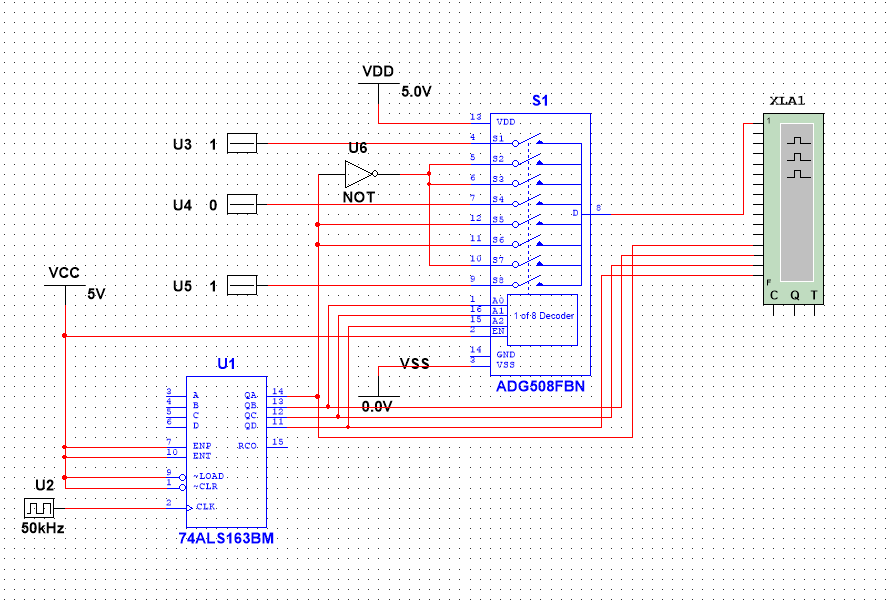 VDD
5.0V
S1
XLA1
13 VDD
1
U3 1
4 S1
U6
5 S2
NOT
6 S3
U4 0
7 S4
D 8
12 S5
11 S6
10 S7
VCC
5V
U5 1
9 S8
F
C Q T
1 A0
16 A1
15 A2
2 EN
1 of 8 Decoder
14 GND
3 VSS
VSS
0.0V
ADG508FBN
U1
3 A QA 14
4 B QB 13
5 C QC 12
6 D QD 11
7 ENP RCO 15
10 ENT
9 ~LOAD
1 ~CLR
U2
2 CLK
50kHz
74ALS163BM